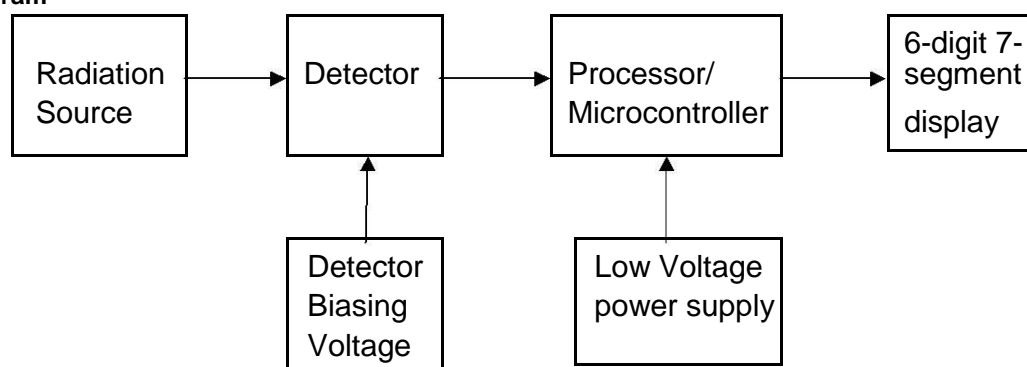 Radiation
Source
Detector
Processor/
Microcontroller
6-digit 7-
segment
display
Detector
Biasing
Voltage
Low Voltage
power supply